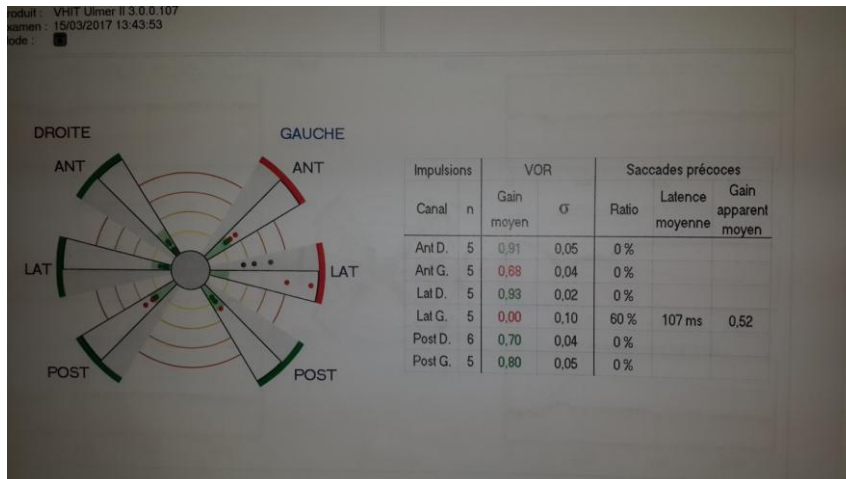 roduit : VHIT Ulmer II 3.0.0.107
xamen : 15/03/2017 13:43:53
lode :
DROITE GAUCHE
ANT ANT
LAT LAT
POST POST
Impulsions VOR Saccades précoces
Canal n Gain moyen σ Ratio Latence moyenne Gain apparent moyen
Ant D. 5 0,91 0,05 0 %
Ant G. 5 0,68 0,04 0 %
Lat D. 5 0,93 0,02 0 %
Lat G. 5 0,00 0,10 60 % 107 ms 0,52
Post D. 6 0,70 0,04 0 %
Post G. 5 0,80 0,05 0 %